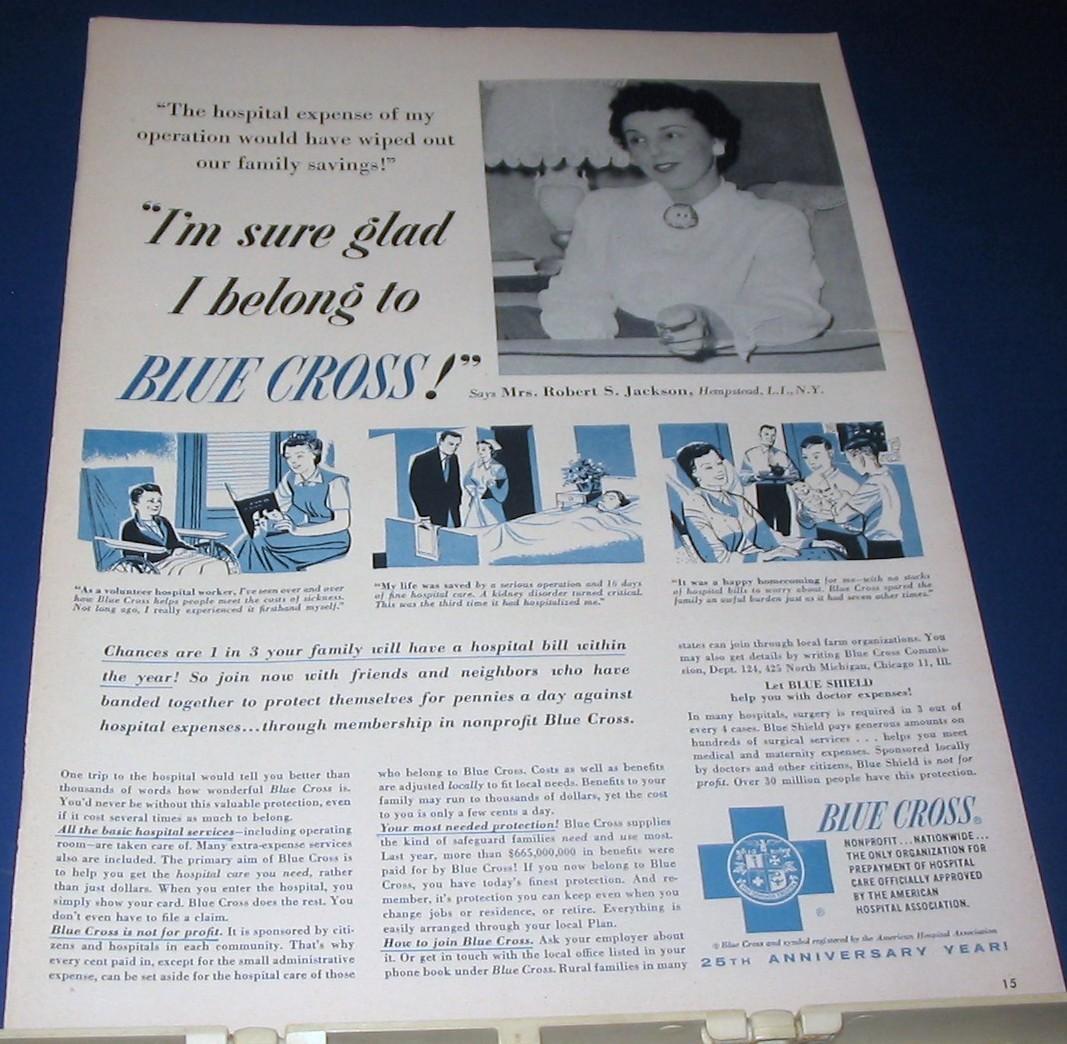 “The hospital expense of my
operation would have wiped out
our family savings!”
“I’m sure glad
I belong to
BLUE CROSS!”
Says Mrs. Robert S. Jackson, Hempstead, L.I., N.Y.
“As a volunteer hospital worker, I’ve seen over and over
how Blue Cross helps people meet the costs of sickness.
Not long ago, I really experienced it firsthand myself.”
“My life was saved by a serious operation and 16 days
of fine hospital care. A kidney disorder turned critical.
This was the third time it had hospitalized me.”
“It was a happy homecoming for me—with no stacks
of hospital bills to worry about. Blue Cross spared the
family an awful burden just as it had seven other times.”
Chances are 1 in 3 your family will have a hospital bill within
the year! So join now with friends and neighbors who have
banded together to protect themselves for pennies a day against
hospital expenses...through membership in nonprofit Blue Cross.
One trip to the hospital would tell you better than
thousands of words how wonderful Blue Cross is.
You’d never be without this valuable protection, even
if it cost several times as much to belong.
All the basic hospital services—including operating
room—are taken care of. Many extra-expense services
also are included. The primary aim of Blue Cross is
to help you get the hospital care you need, rather
than just dollars. When you enter the hospital, you
simply show your card. Blue Cross does the rest. You
don’t even have to file a claim.
Blue Cross is not for profit. It is sponsored by citi-
zens and hospitals in each community. That’s why
every cent paid in, except for the small administrative
expense, can be set aside for the hospital care of those
who belong to Blue Cross. Costs as well as benefits
are adjusted locally to fit local needs. Benefits to your
family may run to thousands of dollars, yet the cost
to you is only a few cents a day.
Your most needed protection! Blue Cross supplies
the kind of safeguard families need and use most.
Last year, more than $665,000,000 in benefits were
paid for by Blue Cross! If you now belong to Blue
Cross, you have today’s finest protection. And re-
member, it’s protection you can keep even when you
change jobs or residence, or retire. Everything is
easily arranged through your local Plan.
How to join Blue Cross. Ask your employer about
it. Or get in touch with the local office listed in your
phone book under Blue Cross. Rural families in many
states can join through local farm organizations. You
may also get details by writing Blue Cross Commis-
sion, Dept. 124, 425 North Michigan, Chicago 11, Ill.
Let BLUE SHIELD
help you with doctor expenses!
In many hospitals, surgery is required in 3 out of
every 4 cases. Blue Shield pays generous amounts on
hundreds of surgical services . . . helps you meet
medical and maternity expenses. Sponsored locally
by doctors and other citizens, Blue Shield is not for
profit. Over 30 million people have this protection.
BLUE CROSS®
NONPROFIT...NATIONWIDE...
THE ONLY ORGANIZATION FOR
PREPAYMENT OF HOSPITAL
CARE OFFICIALLY APPROVED
BY THE AMERICAN
HOSPITAL ASSOCIATION.
®
® Blue Cross and symbol registered by the American Hospital Association
25TH ANNIVERSARY YEAR!
15